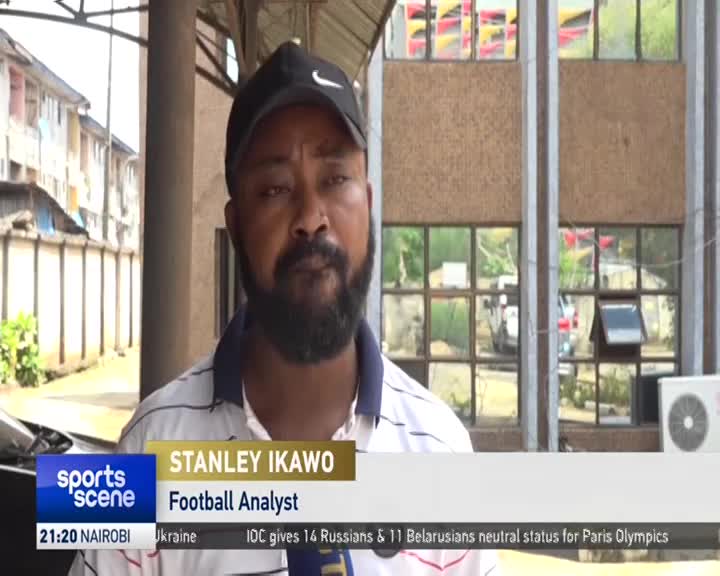 STANLEY IKAWO
sports
scene
Football Analyst
21:20 NAIROBI
Ukraine IOC gives 14 Russians & 11 Belarusians neutral status for Paris Olympics